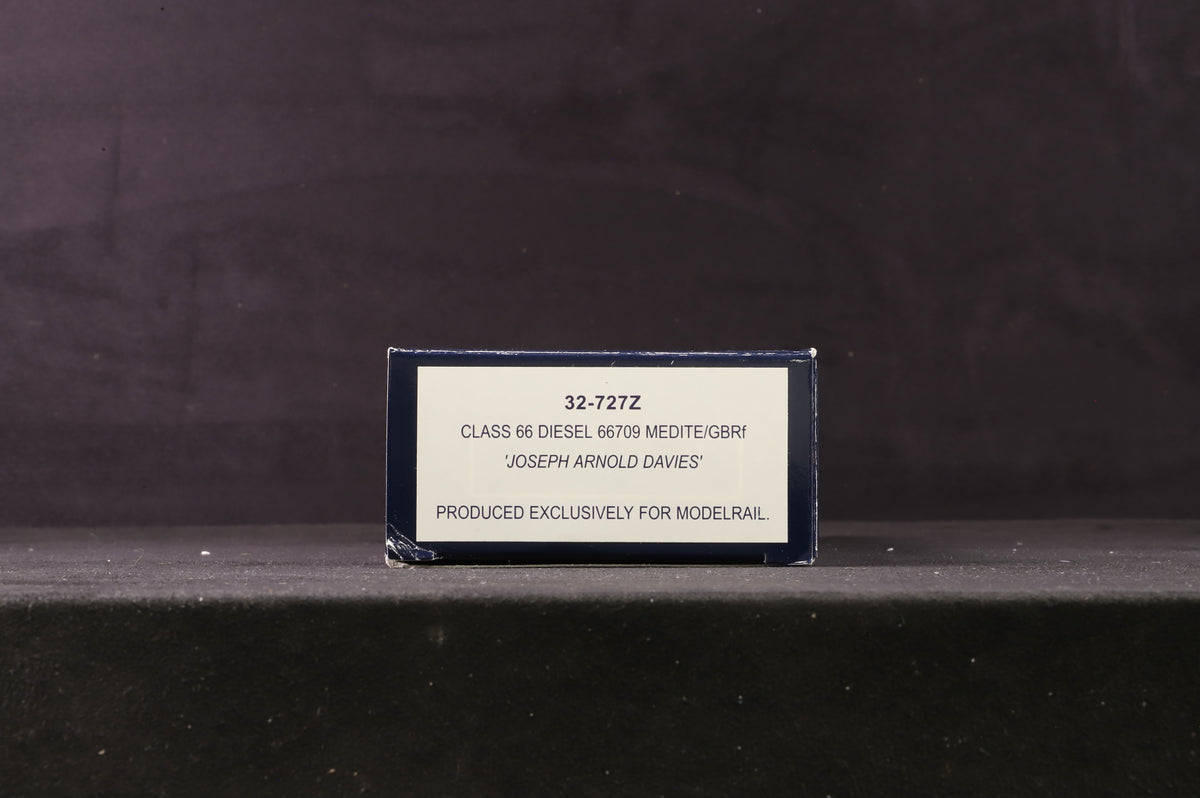 32-727Z
CLASS 66 DIESEL 66709 MEDITE/GBRf
'JOSEPH ARNOLD DAVIES'
PRODUCED EXCLUSIVELY FOR MODELRAIL.